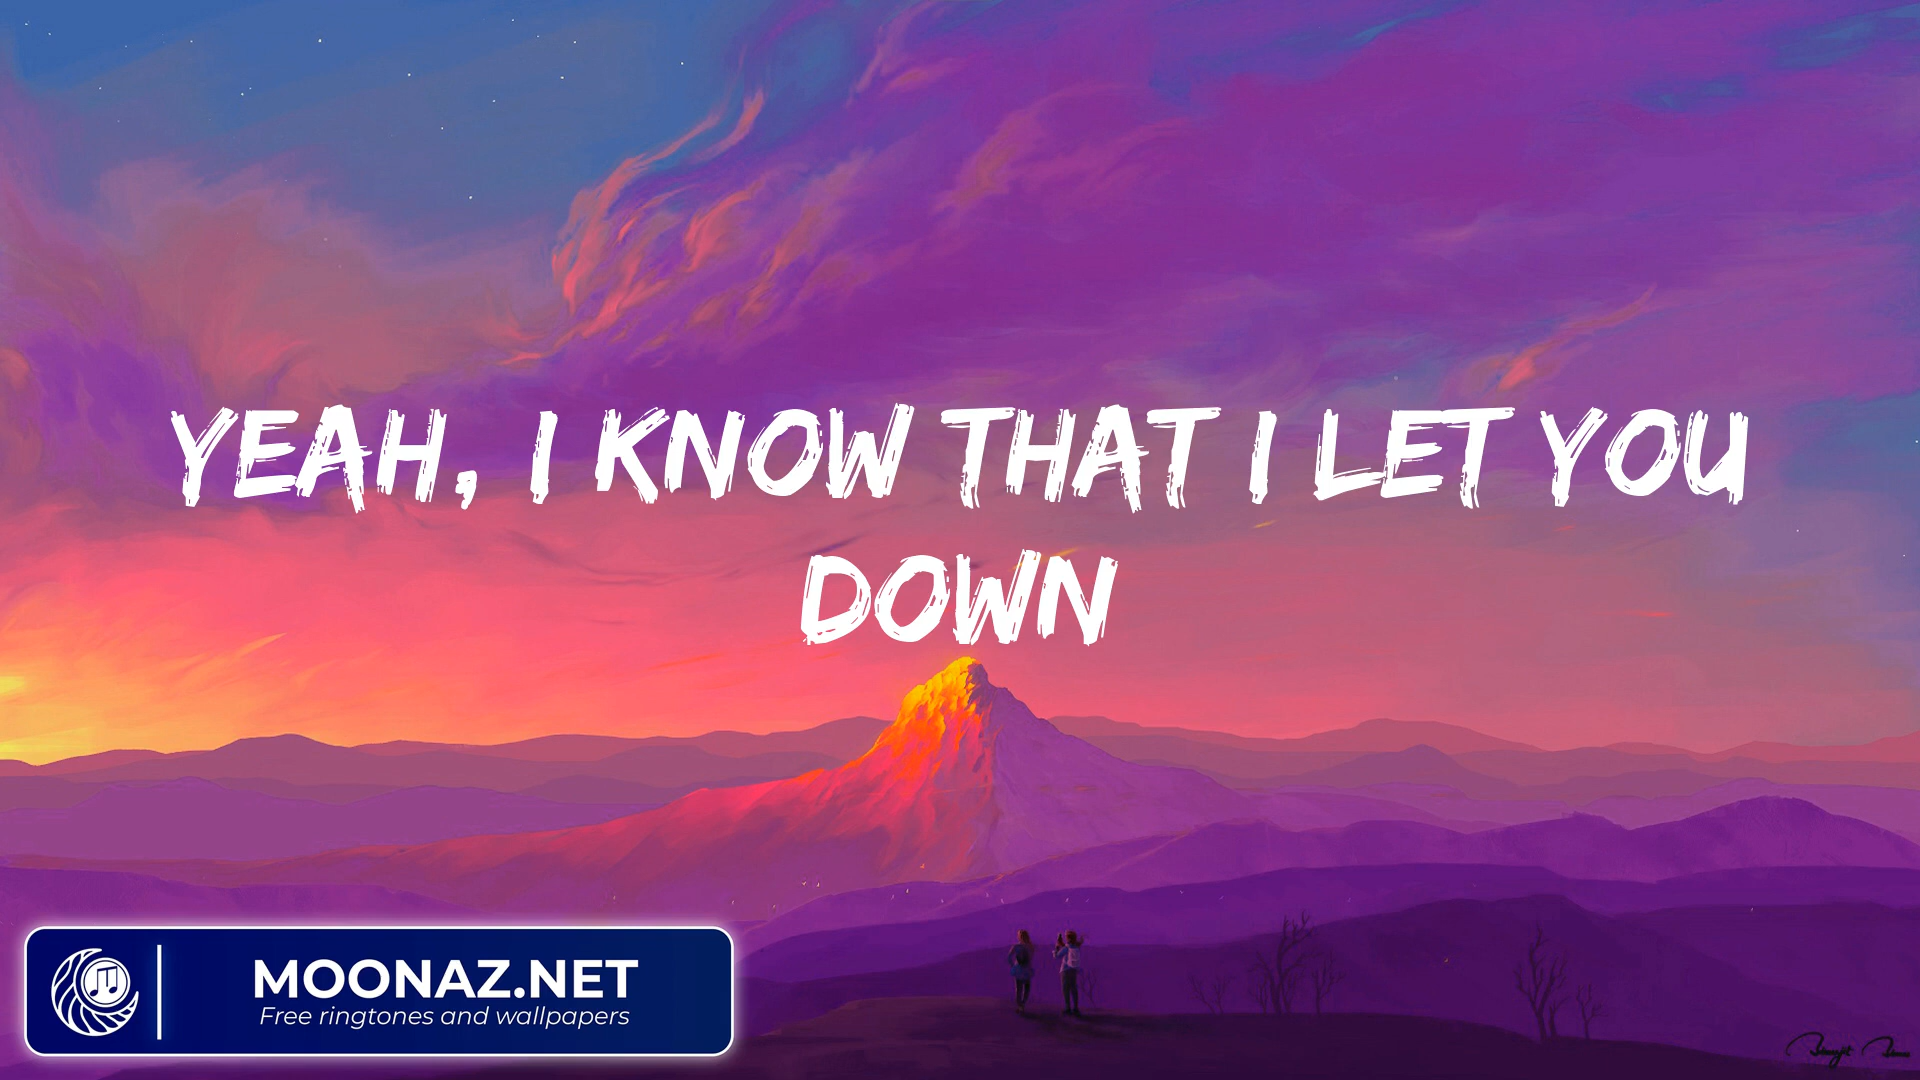 YEAH, I KNOW THAT I LET YOU
DOWN
MOONAZ.NET
Free ringtones and wallpapers